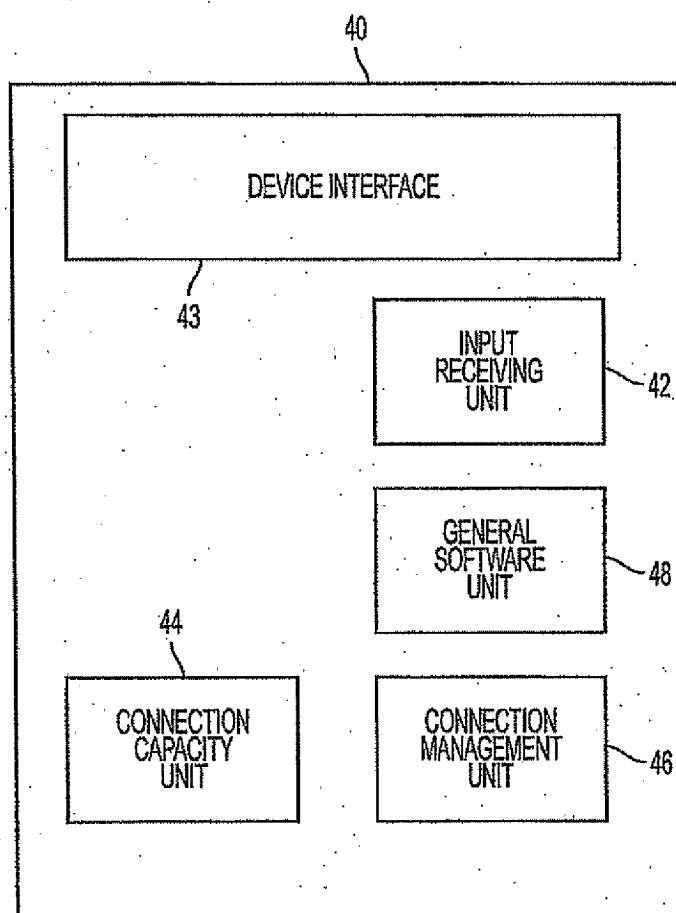 40
DEVICE INTERFACE
43
INPUT
RECEIVING
UNIT
42
GENERAL
SOFTWARE
UNIT
48
44
CONNECTION
CAPACITY
UNIT
CONNECTION
MANAGEMENT
UNIT
46